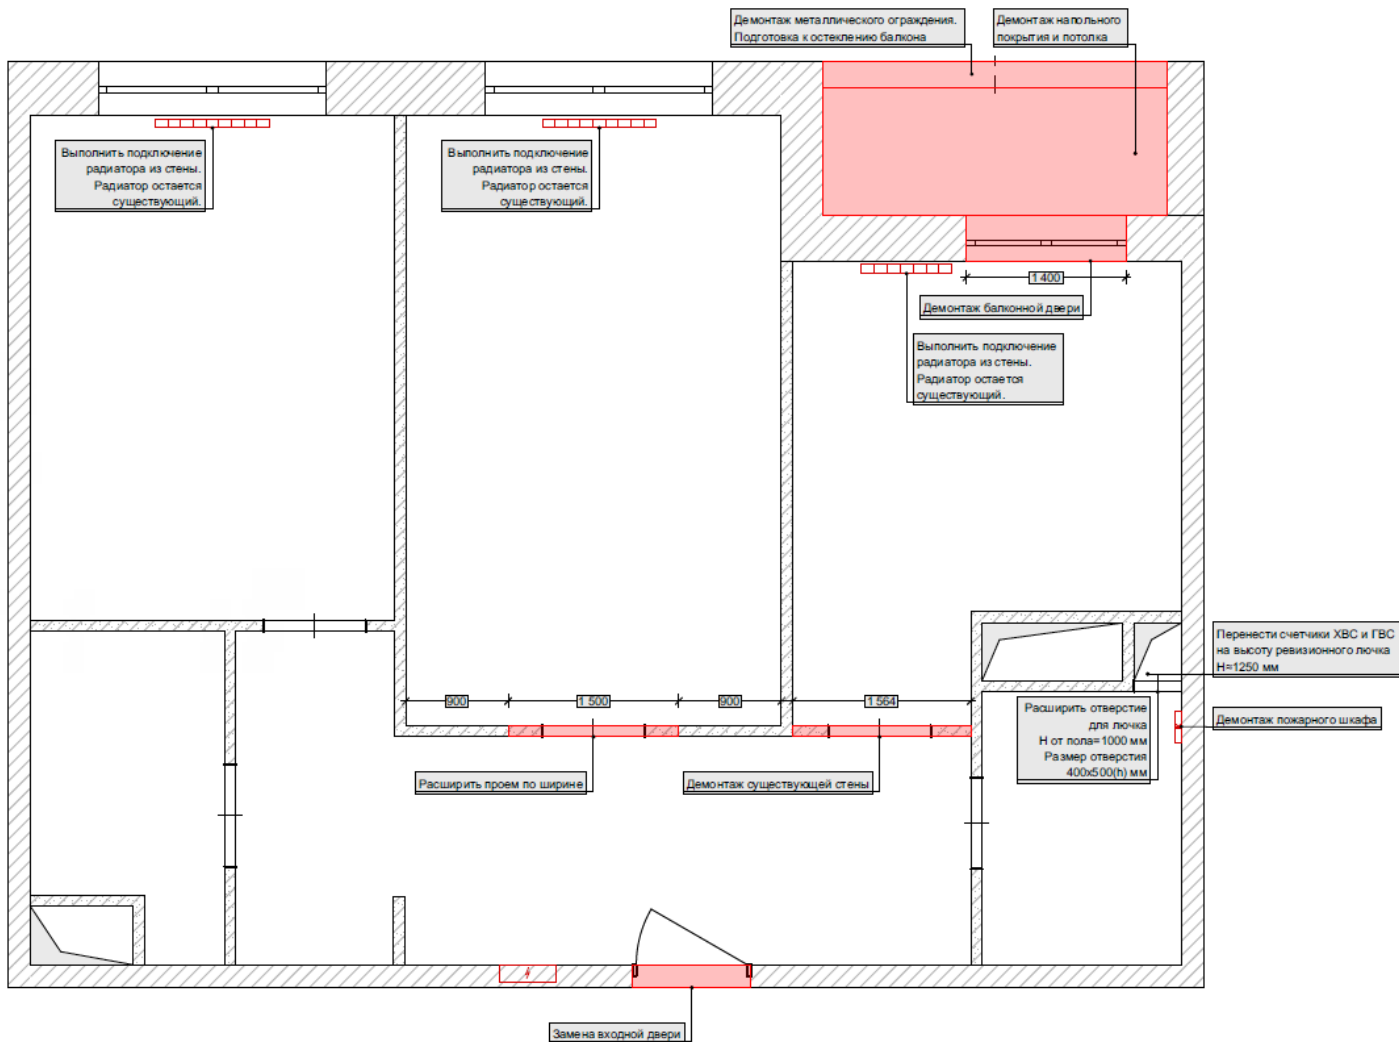 Демонтаж металлического ограждения.
Подготовка к остеклению балкона
Демонтаж напольного
покрытия и потолка
Выполнить подключение
радиатора из стены.
Радиатор остается
существующий.
Выполнить подключение
радиатора из стены.
Радиатор остается
существующий.
1 400
Демонтаж балконной двери
Выполнить подключение
радиатора из стены.
Радиатор остается
существующий.
Перенести счетчики ХВС и ГВС
на высоту ревизионного лючка
Н=1250 мм
900
1 500
900
1 564
Расширить отверстие
для лючка
Н от пола=1000 мм
Размер отверстия
400х500(h) мм
Демонтаж пожарного шкафа
Расширить проем по ширине
Демонтаж существующей стены
Замена входной двери